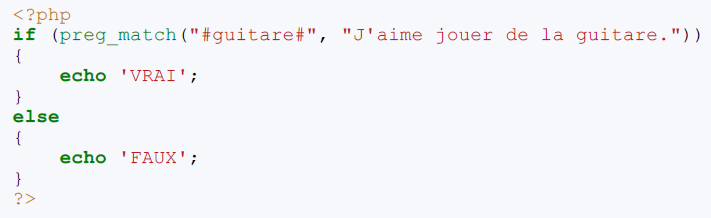 <?php
if (preg_match("#guitare#", "J'aime jouer de la guitare."))
{
    echo 'VRAI';
}
else
{
    echo 'FAUX';
}
?>